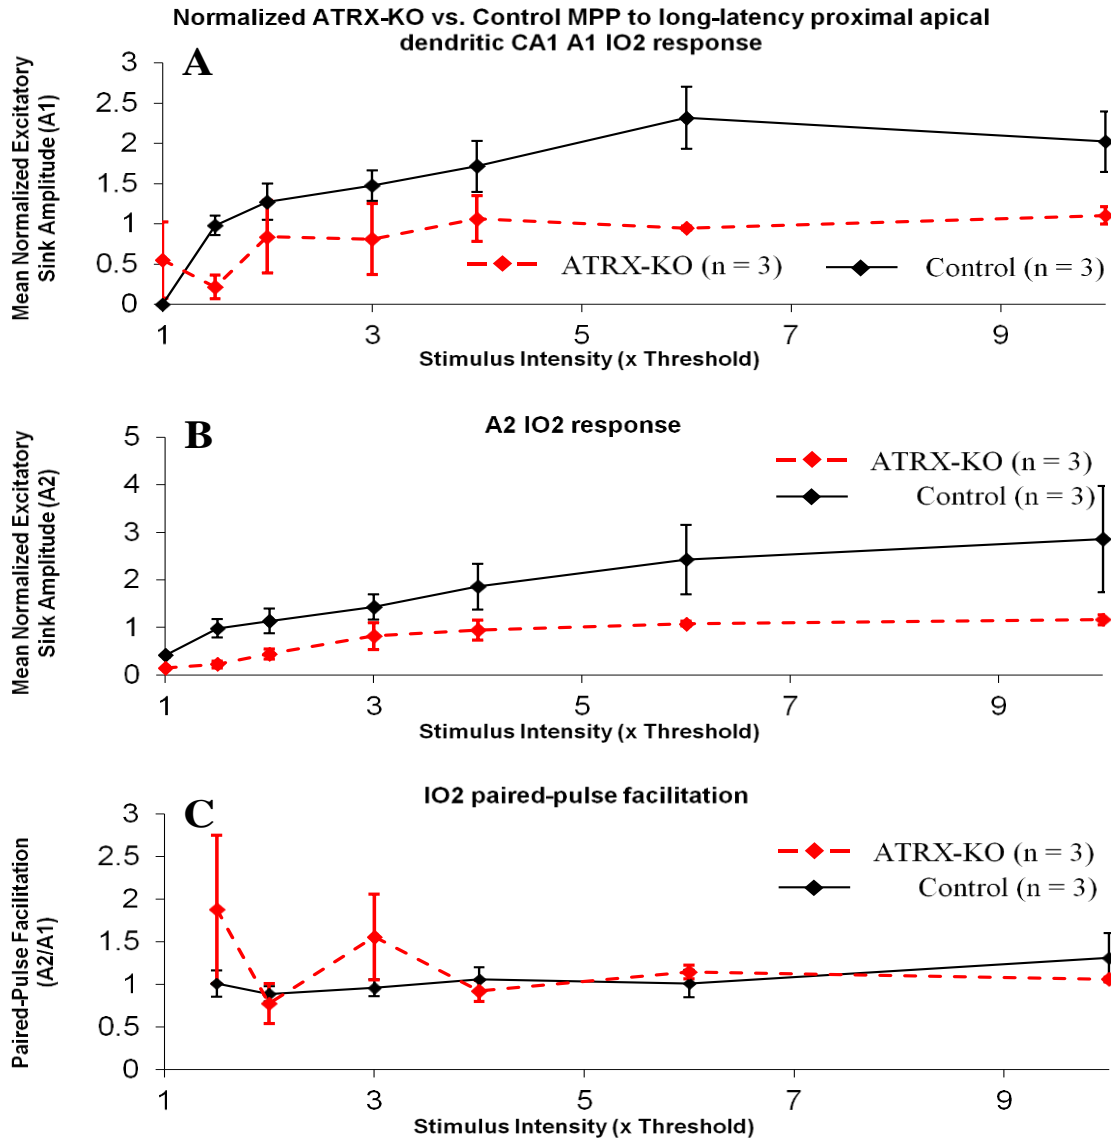 Normalized ATRX-KO vs. Control MPP to long-latency proximal apical
dendritic CA1 A1 IO2 response
A
Mean Normalized Excitatory
Sink Amplitude (A1)
3
2.5
2
1.5
1
0.5
0
ATRX-KO (n = 3)
Control (n = 3)
1 3 5 7 9
Stimulus Intensity (x Threshold)
B
A2 IO2 response
Mean Normalized Excitatory
Sink Amplitude (A2)
5
4
3
2
1
0
ATRX-KO (n = 3)
Control (n = 3)
1 3 5 7 9
Stimulus Intensity (x Threshold)
IO2 paired-pulse facilitation
C
Paired-Pulse Facilitation
(A2/A1)
3
2.5
2
1.5
1
0.5
0
ATRX-KO (n = 3)
Control (n = 3)
1 3 5 7 9
Stimulus Intensity (x Threshold)